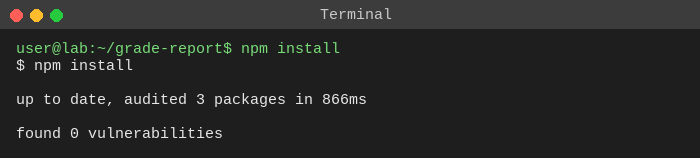 Terminal
user@lab:~/grade-report$ npm install
$ npm install
up to date, audited 3 packages in 866ms
found 0 vulnerabilities